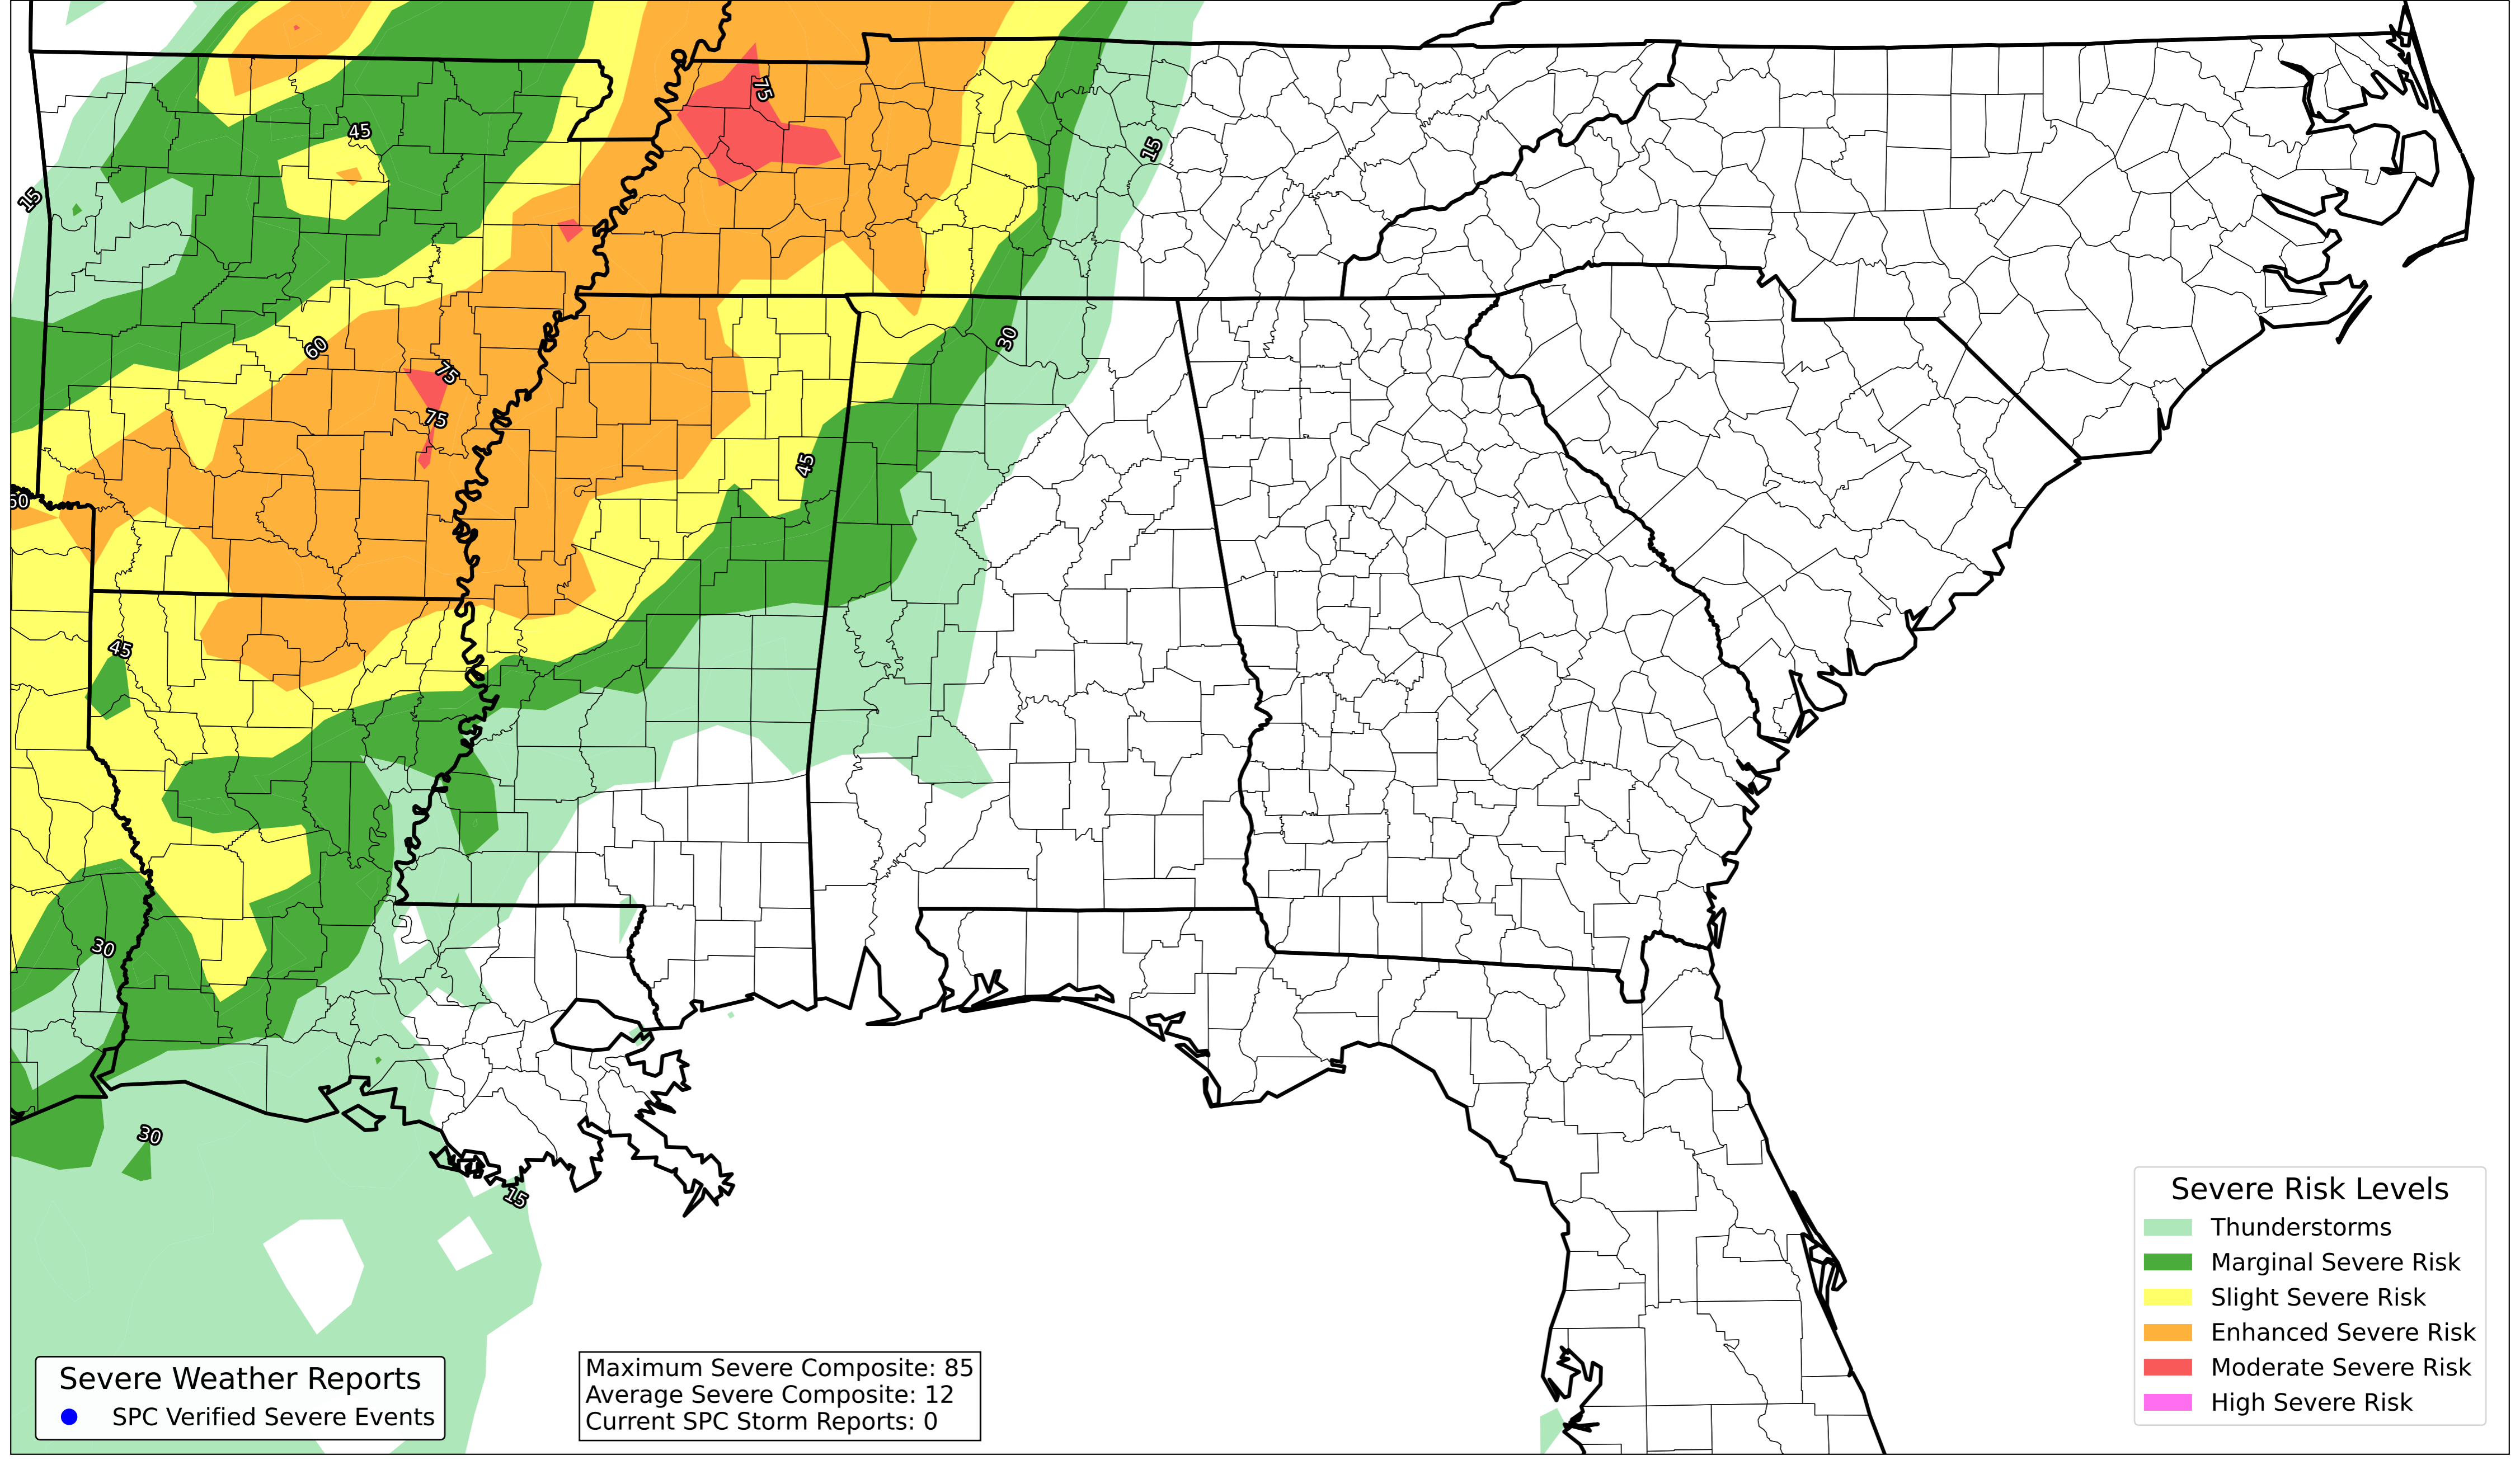 75
45
15
15
60
30
75
75
45
60
45
30
30
15
Severe Risk Levels
Thunderstorms
Marginal Severe Risk
Slight Severe Risk
Enhanced Severe Risk
Moderate Severe Risk
High Severe Risk
Severe Weather Reports
SPC Verified Severe Events
Maximum Severe Composite: 85
Average Severe Composite: 12
Current SPC Storm Reports: 0